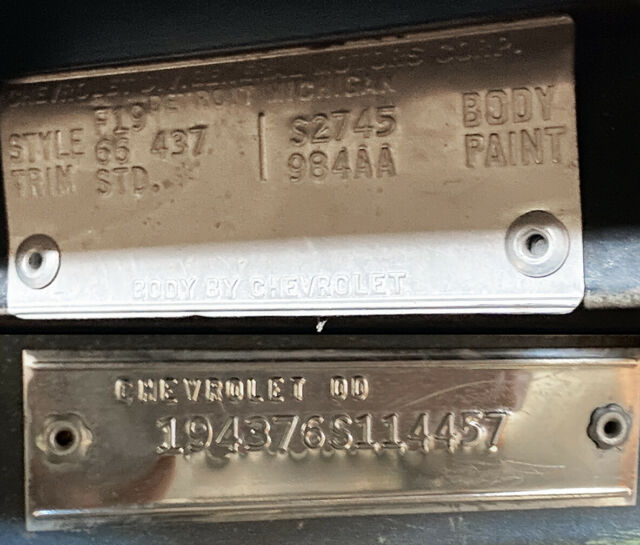 CHEVROLET DIV. GENERAL MOTORS CORP.
DETROIT MICHIGAN
F19
STYLE 66 437 S2745 BODY
TRIM STD. 984AA PAINT
BODY BY CHEVROLET
CHEVROLET DD
194376S114457